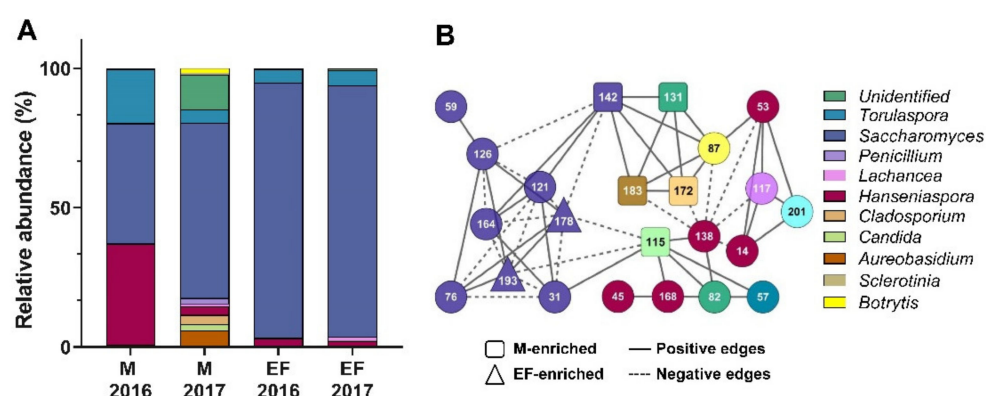 A
Relative abundance (%)
100
50
0
M
2016
M
2017
EF
2016
EF
2017
B
59
142
131
53
126
87
121
183
172
117
201
164
178
138
115
14
193
76
31
45
168
82
57
M-enriched
EF-enriched
Positive edges
Negative edges
Unidentified
Torulaspora
Saccharomyces
Penicillium
Lachancea
Hanseniaspora
Cladosporium
Candida
Aureobasidium
Sclerotinia
Botrytis